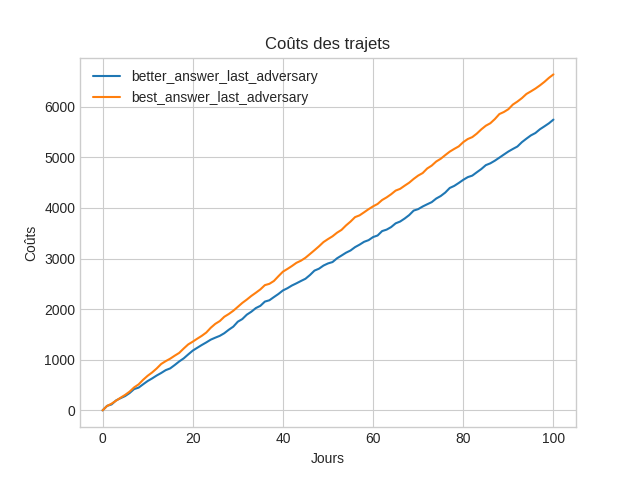 Coûts des trajets
better_answer_last_adversary
best_answer_last_adversary
6000
5000
4000
3000
2000
1000
0
Coûts
0 20 40 60 80 100
Jours